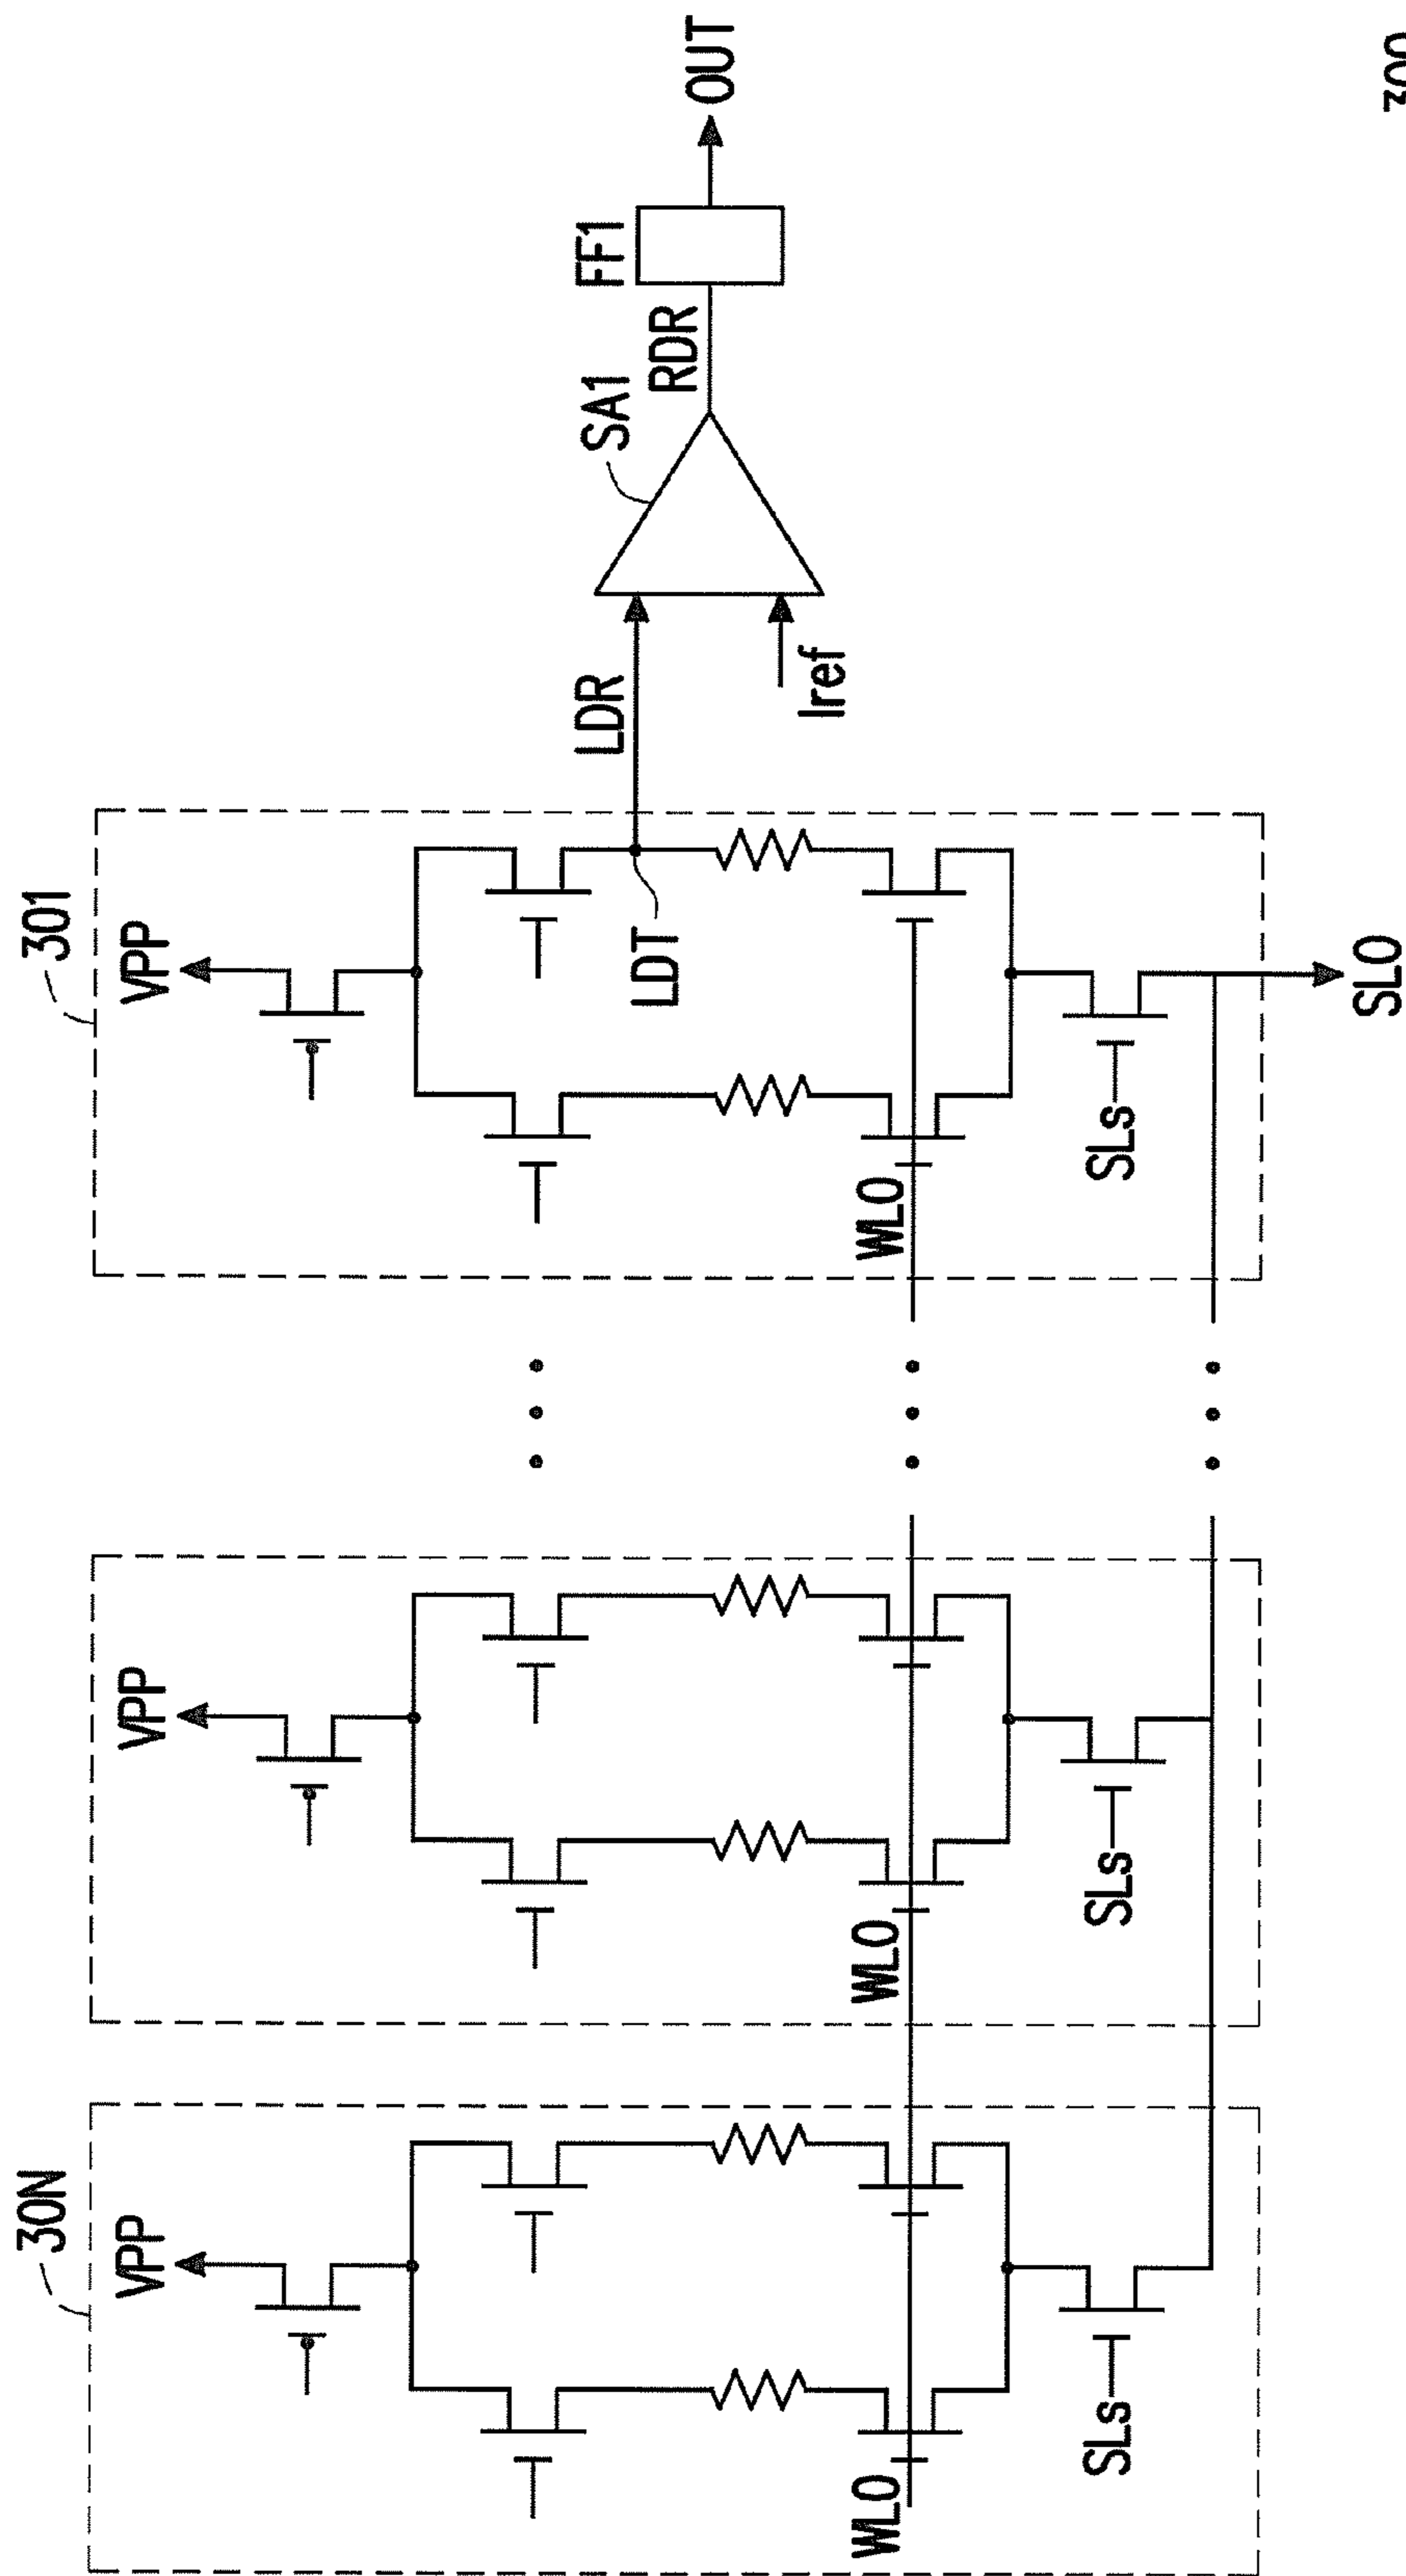 30N
301
VPP
VPP
VPP
LDT
LDR
Iref
SA1
RDR
FF1
OUT
WL0
WL0
WL0
SLs
SLs
SLs
SL0
300